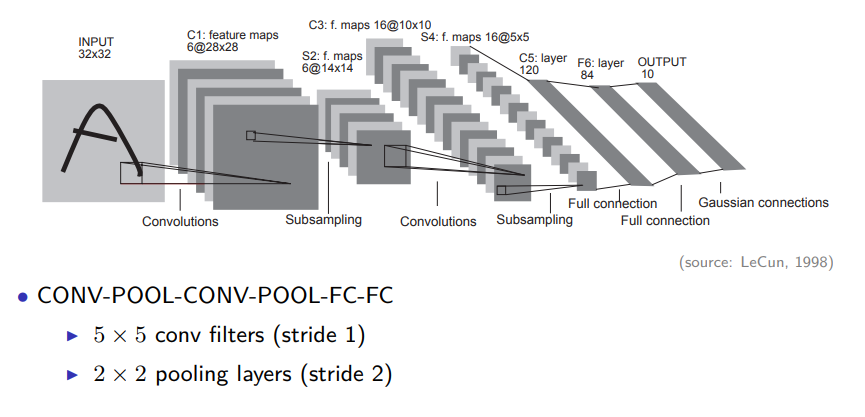 INPUT
32x32
C1: feature maps
6@28x28
S2: f. maps
6@14x14
C3: f. maps 16@10x10
S4: f. maps 16@5x5
C5: layer
120
F6: layer
84
OUTPUT
10
Convolutions
Subsampling
Convolutions
Subsampling
Full connection
Full connection
Gaussian connections
(source: LeCun, 1998)
• CONV-POOL-CONV-POOL-FC-FC
▶ 5 × 5 conv filters (stride 1)
▶ 2 × 2 pooling layers (stride 2)